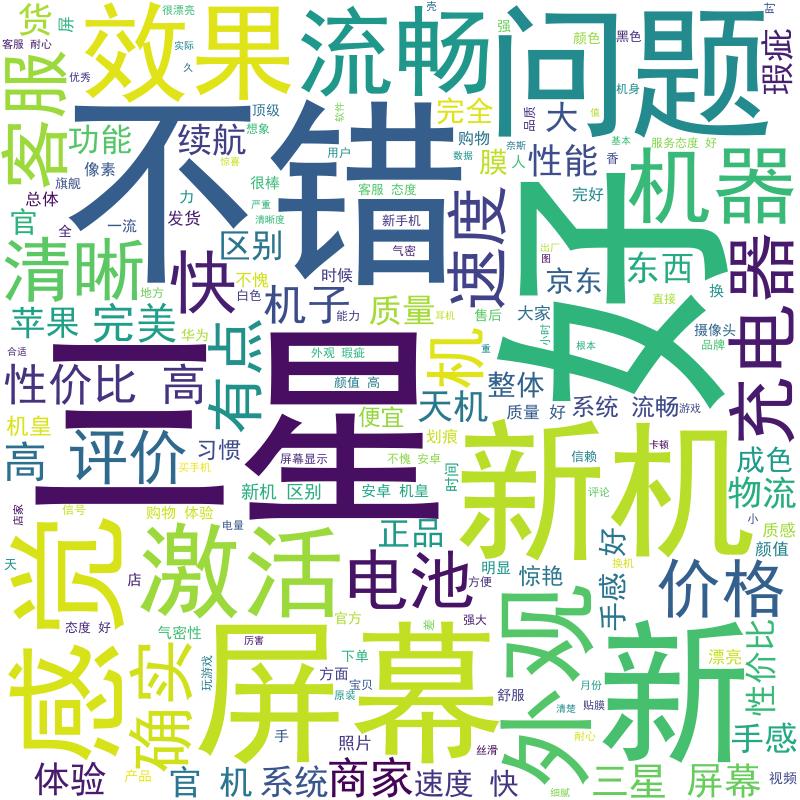 货
屏
很漂亮
效果
流畅
壳
强
问题
颜色
黑色
时
瑕疵
客服 耐心
实际
久
优秀
客服
功能
续航
顶级
想象
软件
完全
购物
膜
品质
大
机身
值
基本
服务态度 好
不错
像素
旗舰
惊喜
用户
数据
奈斯
人
性能
香
机器
总体
力
很棒
客服 态度
速度
好
完好
官
全
一流
发货
严重
清晰度
新手机
区别
气密
出厂
图
京东
东西
换
充电器
清晰
快
不愧
时候
白色
地方
机子
能力
质量
耳机
售后
大家
小时
直接
摄像头
品牌
苹果
完美
华为
有点
三星
外观 瑕疵
机
重
根本
合适
性价比 高
颜值 高
整体
便宜
天机
质量 好
系统 流畅
游戏
机皇
评价
习惯
划痕
高
买手机
屏幕显示
不愧 安卓
时间
信赖
卡顿
成色
新机
新机 区别
安卓 机皇
评论
物流
店家
信号
购物 体验
电量
正品
小
质感
颜值
感觉
激活
电池
方便
明显
惊艳
手感 好
换机
价格
天
店
态度 好
气密性
官方
差
强大
外观
新
性价比
确实
屏幕
厉害
玩游戏
下单
方面
原装
宝贝
舒服
月份
清楚
贴膜
漂亮
手感
手
照片
丝滑
耐心
体验
产品
官 机
系统
商家
速度 快
细腻
三星 屏幕
视频